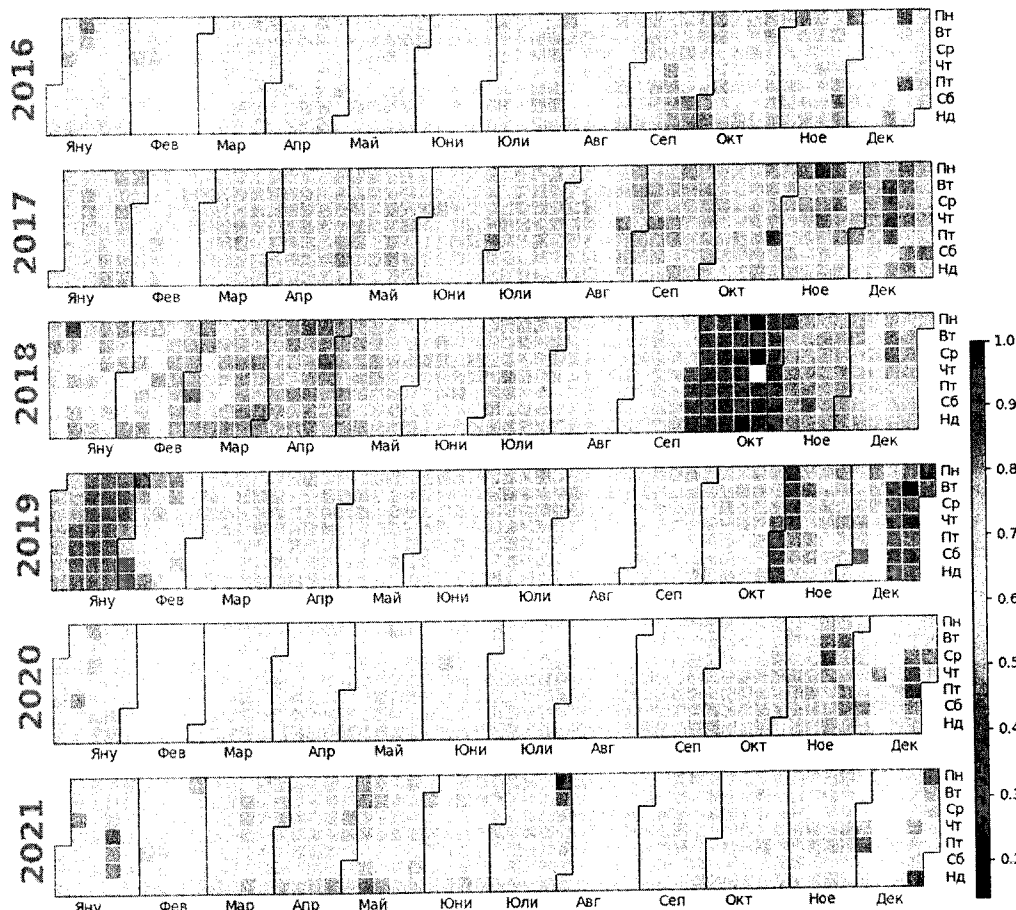 2016
Пн
Вт
Ср
Чт
Пт
Сб
Нд
Яну Фев Мар Апр Май Юни Юли Авг Сеп Окт Ное Дек
2017
Пн
Вт
Ср
Чт
Пт
Сб
Нд
Яну Фев Мар Апр Май Юни Юли Авг Сеп Окт Ное Дек
2018
Пн
Вт
Ср
Чт
Пт
Сб
Нд
Яну Фев Мар Апр Май Юни Юли Авг Сеп Окт Ное Дек
2019
Пн
Вт
Ср
Чт
Пт
Сб
Нд
Яну Фев Мар Апр Май Юни Юли Авг Сеп Окт Ное Дек
2020
Пн
Вт
Ср
Чт
Пт
Сб
Нд
Яну Фев Мар Апр Май Юни Юли Авг Сеп Окт Ное Дек
2021
Пн
Вт
Ср
Чт
Пт
Сб
Нд
Яну Фев Мар Апр Май Юни Юли Авг Сеп Окт Ное Дек
1.0
0.9
0.8
0.7
0.6
0.5
0.4
0.3
0.2